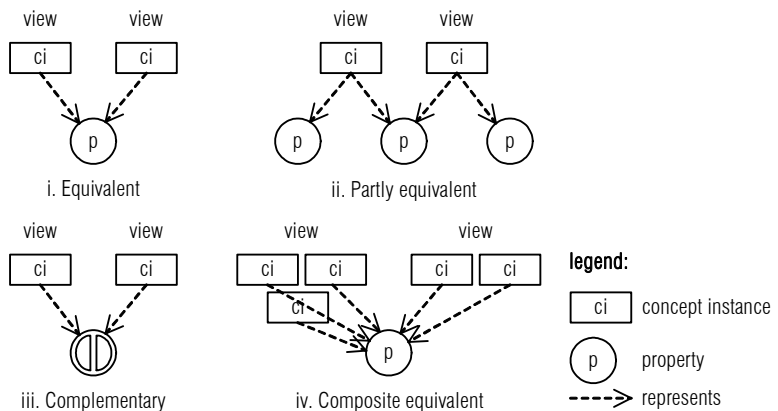 view view
ci ci
p
i. Equivalent
view view
ci ci
p p p
ii. Partly equivalent
view view
ci ci
iii. Complementary
view view
ci ci ci ci
ci
p
iv. Composite equivalent
legend:
ci concept instance
p property
represents